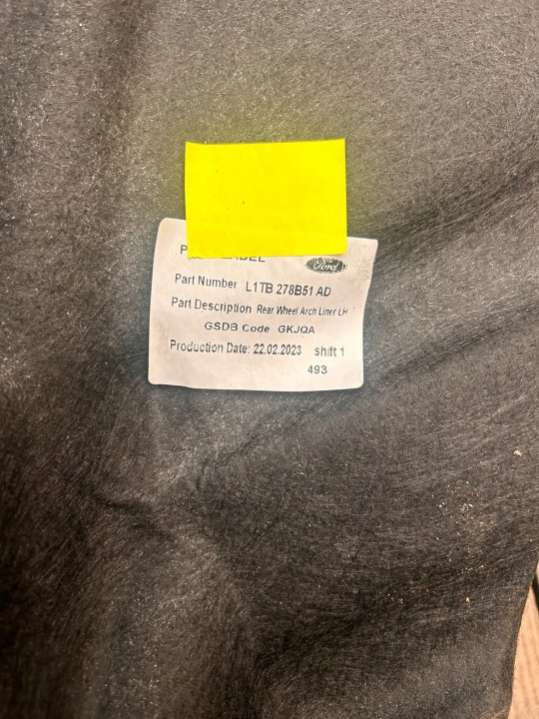 Ford
Part Number L1TB 278B51 AD
Part Description Rear Wheel Arch Liner LH
GSDB Code GKJQA
Production Date: 22.02.2023 shift 1
493